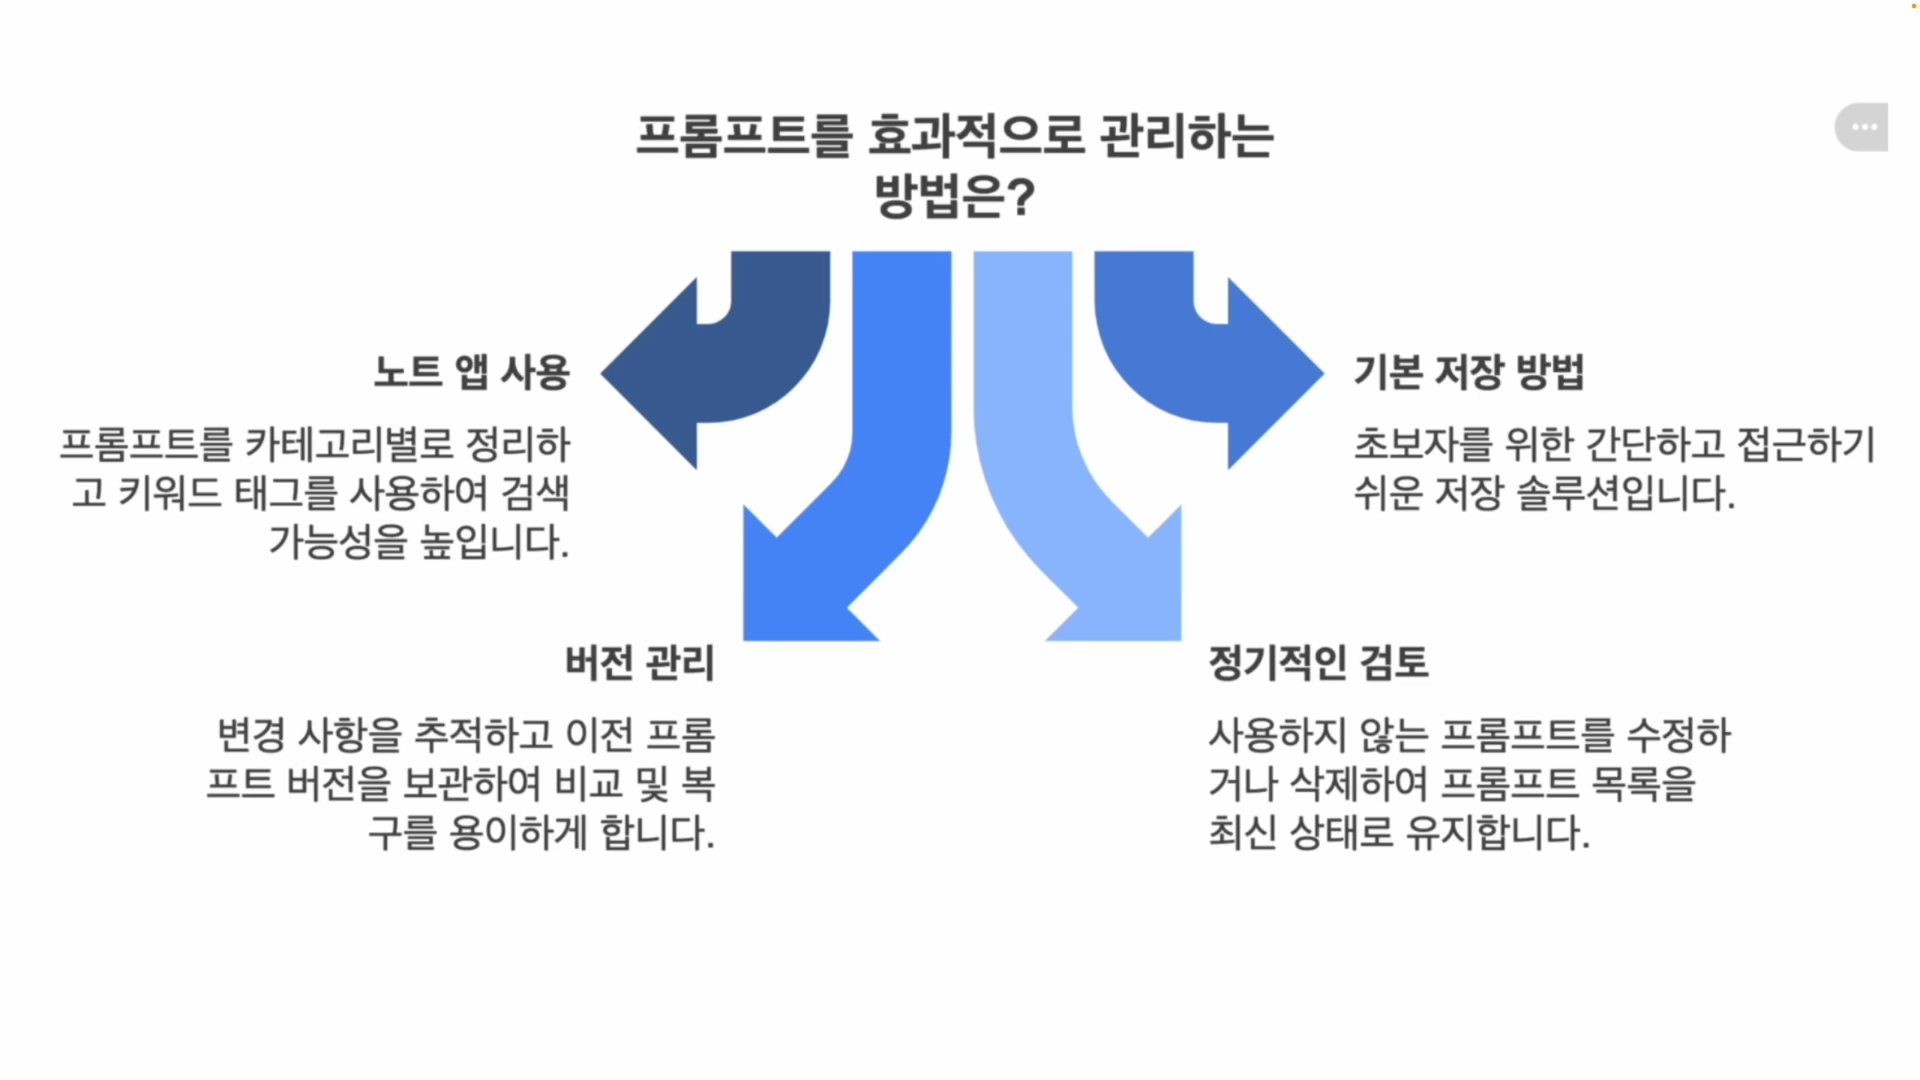 프롬프트를 효과적으로 관리하는
방법은?
노트 앱 사용
프롬프트를 카테고리별로 정리하
고 키워드 태그를 사용하여 검색
가능성을 높입니다.
기본 저장 방법
초보자를 위한 간단하고 접근하기
쉬운 저장 솔루션입니다.
버전 관리
변경 사항을 추적하고 이전 프롬
프트 버전을 보관하여 비교 및 복
구를 용이하게 합니다.
정기적인 검토
사용하지 않는 프롬프트를 수정하
거나 삭제하여 프롬프트 목록을
최신 상태로 유지합니다.